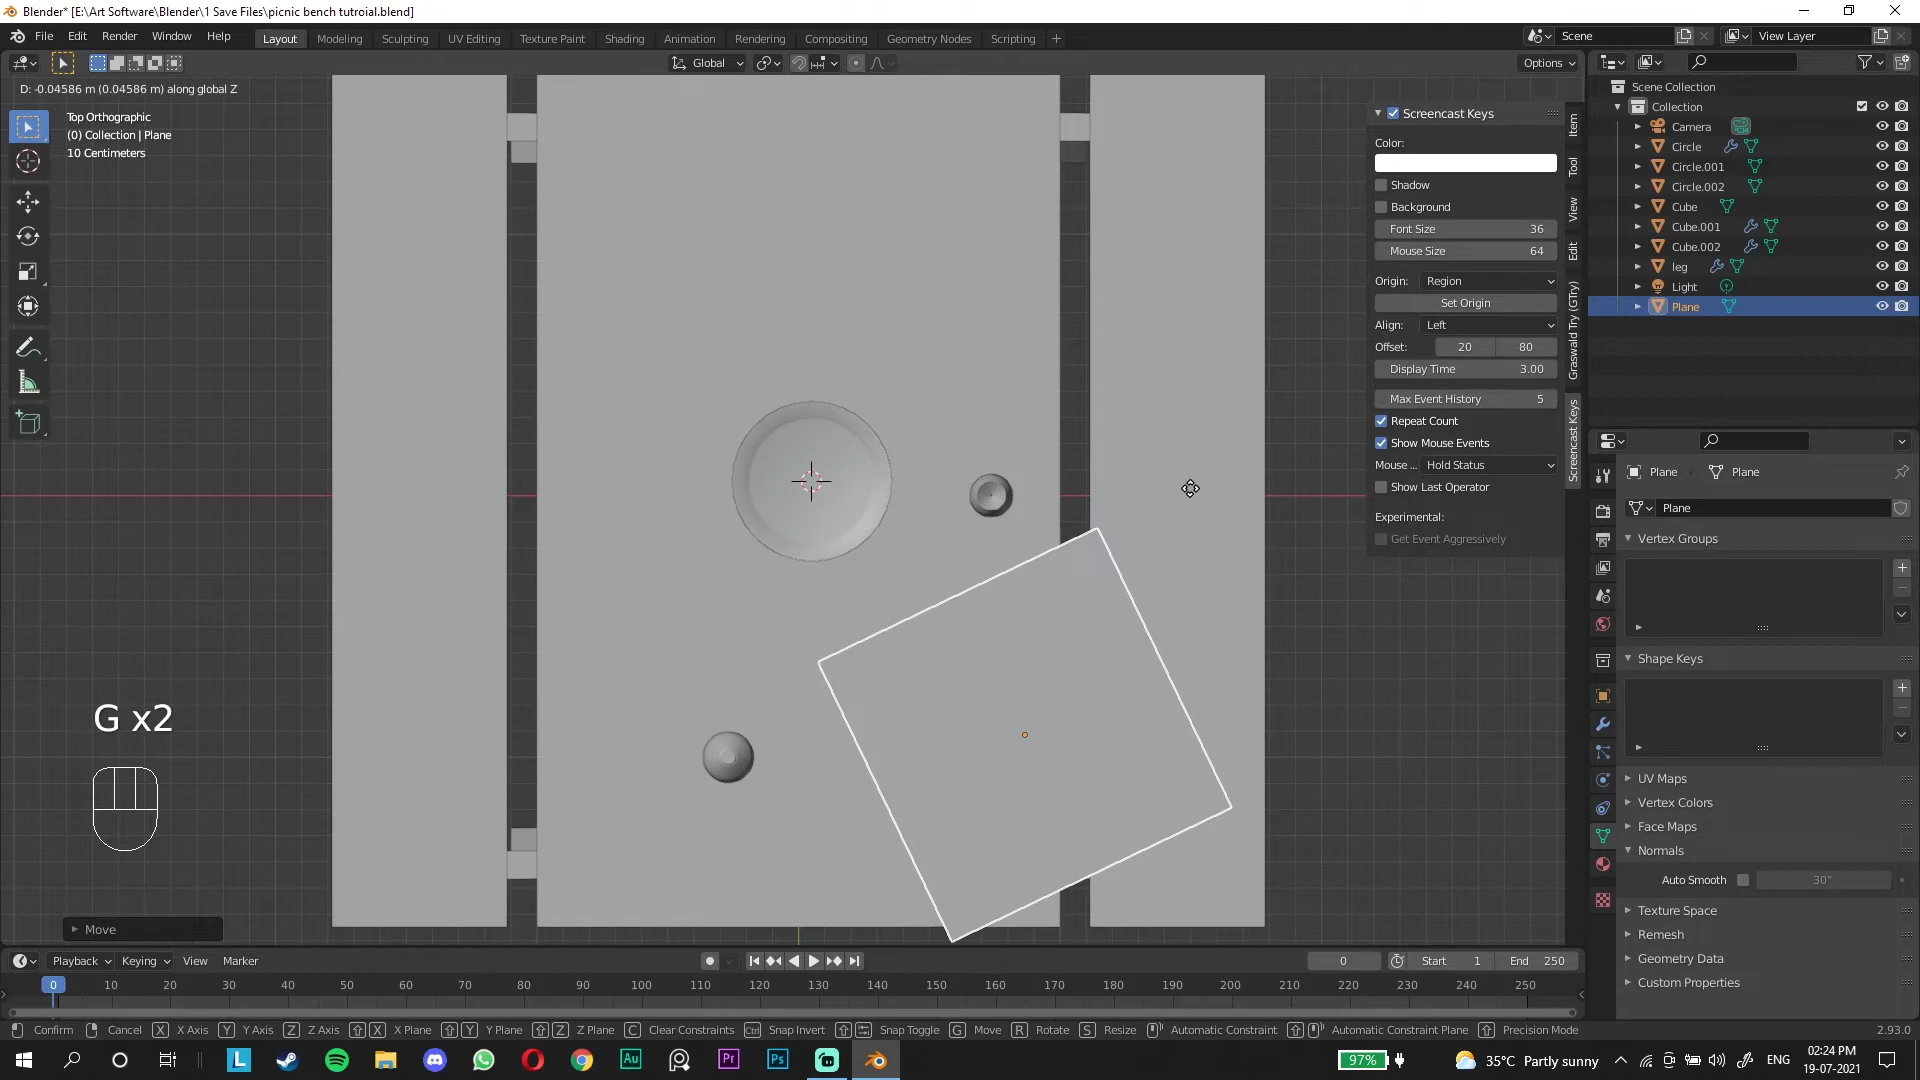 Blender* [E:\Art Software\Blender\1 Save Files\picnic bench tutroial.blend]
File Edit Render Window Help
Layout Modeling Sculpting UV Editing Texture Paint Shading Animation Rendering Compositing Geometry Nodes Scripting +
Scene View Layer
Global Options
D: -0.04586 m (0.04586 m) along global Z
Top Orthographic
(0) Collection | Plane
10 Centimeters
Screencast Keys
Color:
Shadow
Background
Font Size 36
Mouse Size 64
Origin: Region
Set Origin
Align: Left
Offset: 20 80
Display Time 3.00
Max Event History 5
Repeat Count
Show Mouse Events
Mouse ... Hold Status
Show Last Operator
Experimental:
Get Event Aggressively
Item
Tool
View
Edit
Graswald Try (GTry)
Screencast Keys
Scene Collection
Collection
Camera
Circle
Circle.001
Circle.002
Cube
Cube.001
Cube.002
leg
Light
Plane
Plane Plane
Plane
Vertex Groups
Shape Keys
UV Maps
Vertex Colors
Face Maps
Normals
Auto Smooth 30°
Texture Space
Remesh
Geometry Data
Custom Properties
G x2
Move
Playback Keying View Marker
0 Start 1 End 250
0 10 20 30 40 50 60 70 80 90 100 110 120 130 140 150 160 170 180 190 200 210 220 230 240 250
Confirm Cancel X X Axis Y Y Axis Z Z Axis X X Plane Y Y Plane Z Z Plane C Clear Constraints Ctrl Snap Invert Snap Toggle G Move R Rotate S Resize Automatic Constraint Automatic Constraint Plane Precision Mode 2.93.0
L Au Pr Ps 97% 35°C Partly sunny ENG 02:24 PM
19-07-2021